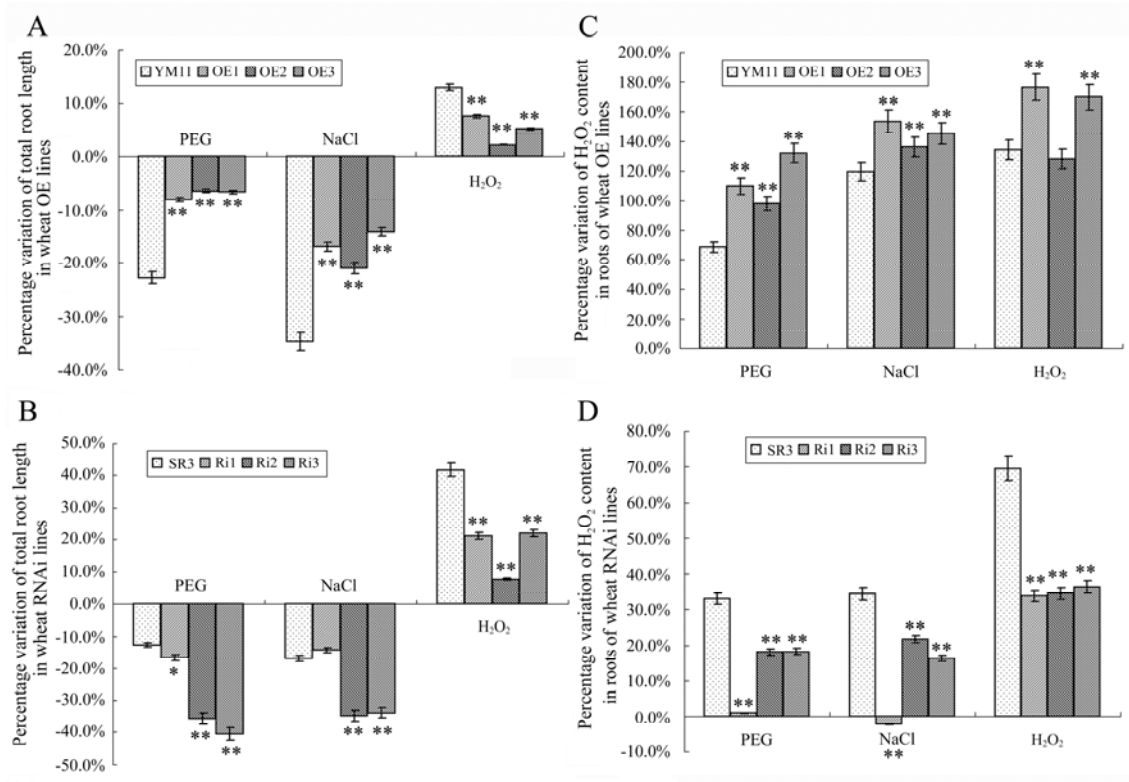 A
Percentage variation of total root length
in wheat OE lines
20.0%
10.0%
0.0%
-10.0%
-20.0%
-30.0%
-40.0%
YM11 OE1 OE2 OE3
PEG
NaCl
H₂O₂
** ** **
** ** **
** ** **
C
Percentage variation of H₂O₂ content
in roots of wheat OE lines
200.0%
180.0%
160.0%
140.0%
120.0%
100.0%
80.0%
60.0%
40.0%
20.0%
0.0%
YM11 OE1 OE2 OE3
** ** **
** ** **
** **
PEG NaCl H₂O₂
B
Percentage variation of total root length
in wheat RNAi lines
50.0%
40.0%
30.0%
20.0%
10.0%
0.0%
-10.0%
-20.0%
-30.0%
-40.0%
-50.0%
SR3 Ri1 Ri2 Ri3
PEG
NaCl
H₂O₂
* ** **
** **
** ** **
D
Percentage variation of H₂O₂ content
in roots of wheat RNAi lines
80.0%
70.0%
60.0%
50.0%
40.0%
30.0%
20.0%
10.0%
0.0%
-10.0%
SR3 Ri1 Ri2 Ri3
** ** **
** ** **
** ** **
PEG NaCl H₂O₂